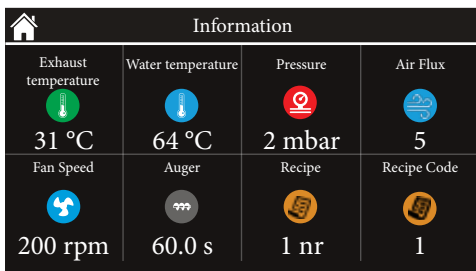 Information
Exhaust
temperature
31 °C
Water temperature
64 °C
Pressure
2 mbar
Air Flux
5
Fan Speed
200 rpm
Auger
60.0 s
Recipe
1 nr
Recipe Code
1